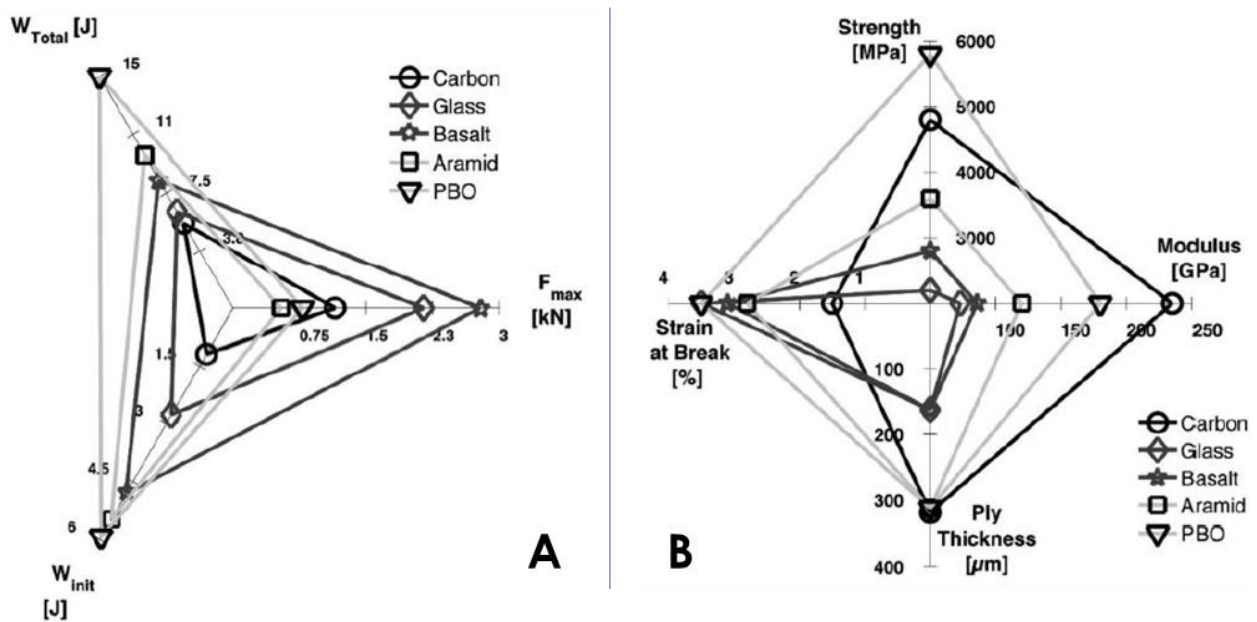 W_Total [J]
15
11
7.5
3.8
F_max
[kN]
0.75
1.5
2.3
3
1.5
3
4.5
6
W_init
[J]
Carbon
Glass
Basalt
Aramid
PBO
A
Strength
[MPa]
6000
5000
4000
3000
Modulus
[GPa]
100
150
200
250
4
3
2
1
Strain
at Break
[%]
100
200
300
400
Ply
Thickness
[µm]
Carbon
Glass
Basalt
Aramid
PBO
B